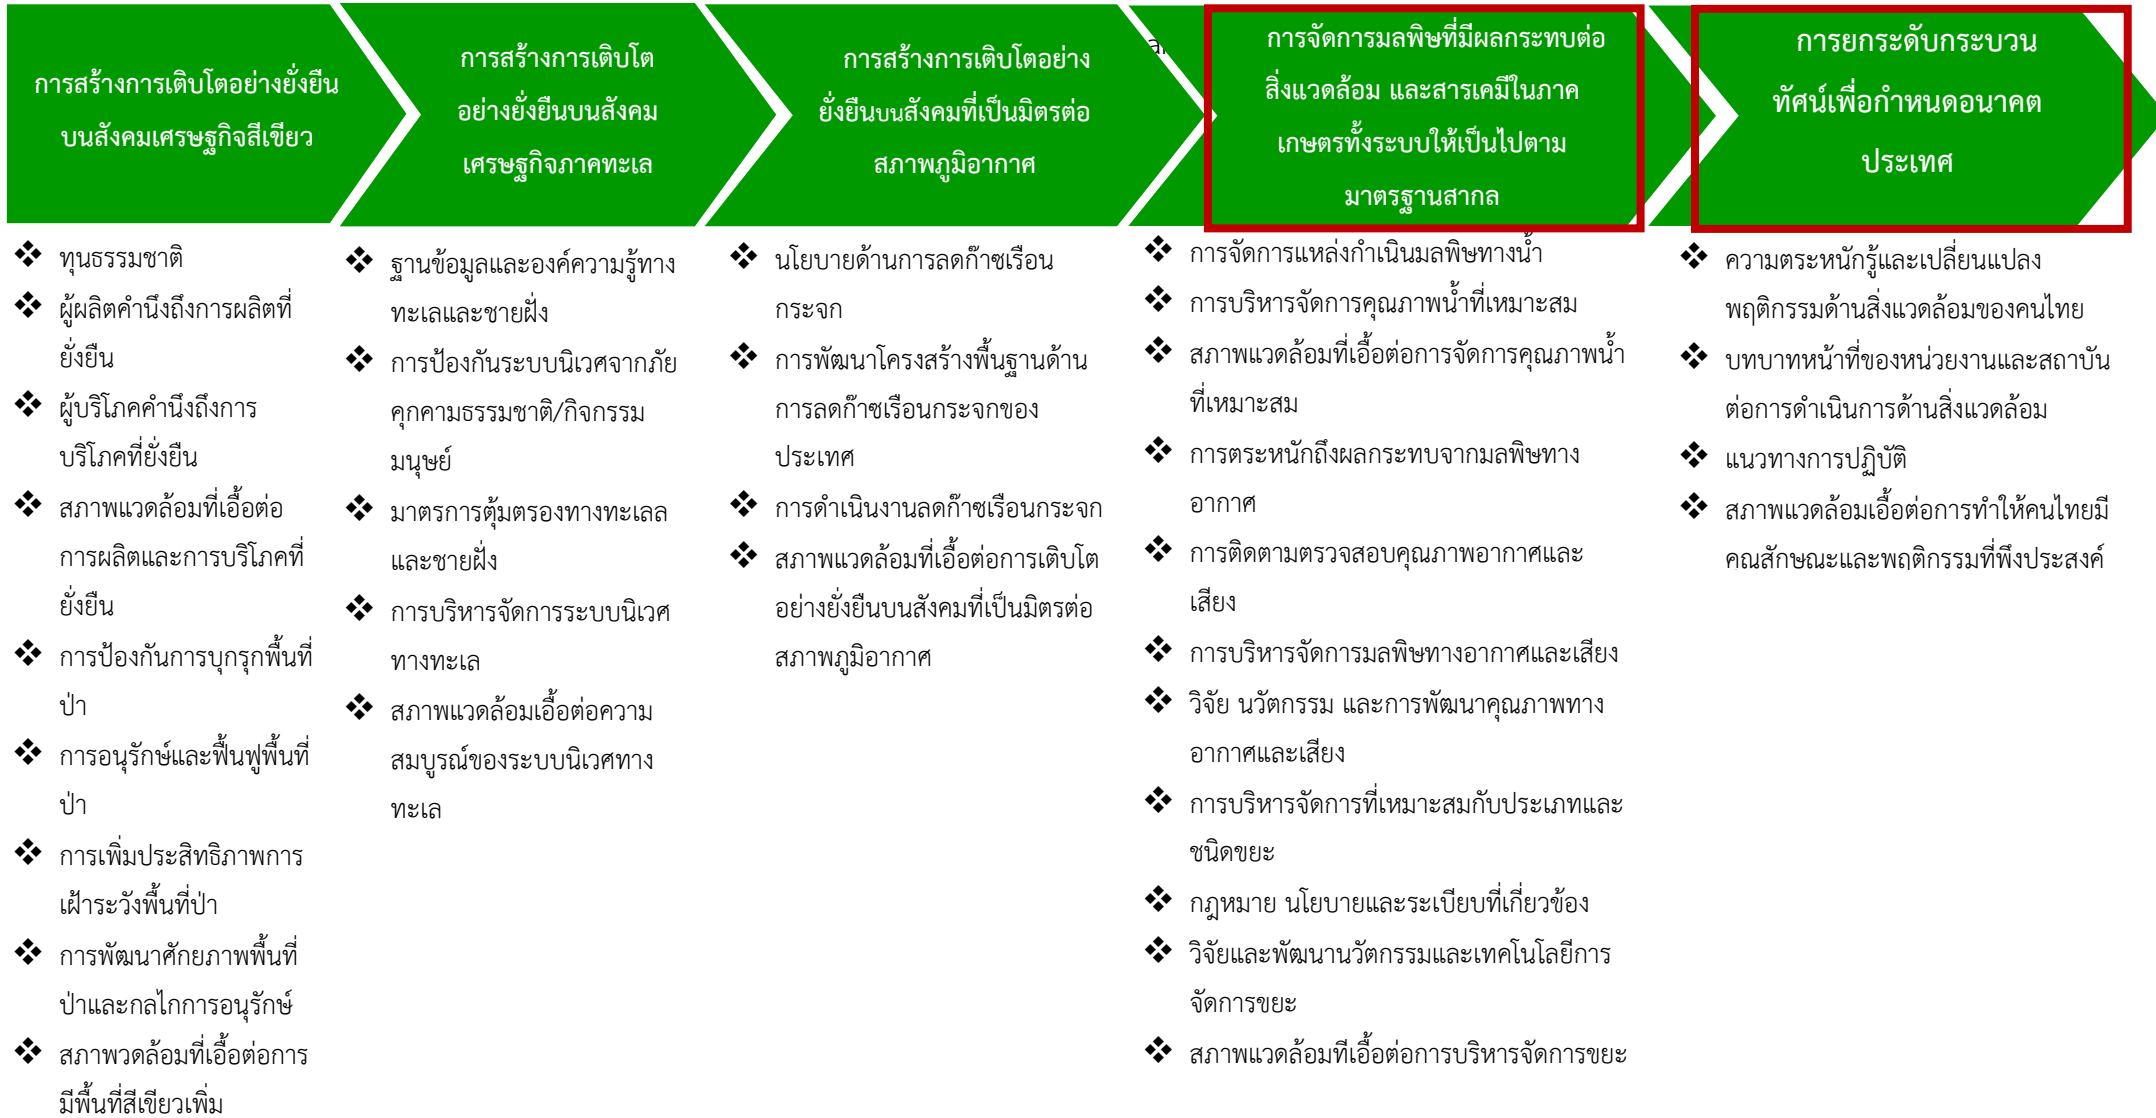 การสร้างการเติบโตอย่างยั่งยืน
บนสังคมเศรษฐกิจสีเขียว
❖ ทุนธรรมชาติ
❖ ผู้ผลิตคำนึงถึงการผลิตที่
ยั่งยืน
❖ ผู้บริโภคคำนึงถึงการ
บริโภคที่ยั่งยืน
❖ สภาพแวดล้อมที่เอื้อต่อ
การผลิตและการบริโภคที่
ยั่งยืน
❖ การป้องกันการบุกรุกพื้นที่
ป่า
❖ การอนุรักษ์และฟื้นฟูพื้นที่
ป่า
❖ การเพิ่มประสิทธิภาพการ
เฝ้าระวังพื้นที่ป่า
❖ การพัฒนาศักยภาพพื้นที่
ป่าและกลไกการอนุรักษ์
❖ สภาพวดล้อมที่เอื้อต่อการ
มีพื้นที่สีเขียวเพิ่ม
การสร้างการเติบโต
อย่างยั่งยืนบนสังคม
เศรษฐกิจภาคทะเล
❖ ฐานข้อมูลและองค์ความรู้ทาง
ทะเลและชายฝั่ง
❖ การป้องกันระบบนิเวศจากภัย
คุกคามธรรมชาติ/กิจกรรม
มนุษย์
❖ มาตรการตุ้มตรองทางทะเลล
และชายฝั่ง
❖ การบริหารจัดการระบบนิเวศ
ทางทะเล
❖ สภาพแวดล้อมเอื้อต่อความ
สมบูรณ์ของระบบนิเวศทาง
ทะเล
การสร้างการเติบโตอย่าง
ยั่งยืนบนสังคมที่เป็นมิตรต่อ
สภาพภูมิอากาศ
❖ นโยบายด้านการลดก๊าซเรือน
กระจก
❖ การพัฒนาโครงสร้างพื้นฐานด้าน
การลดก๊าซเรือนกระจกของ
ประเทศ
❖ การดำเนินงานลดก๊าซเรือนกระจก
❖ สภาพแวดล้อมที่เอื้อต่อการเติบโต
อย่างยั่งยืนบนสังคมที่เป็นมิตรต่อ
สภาพภูมิอากาศ
การจัดการมลพิษที่มีผลกระทบต่อ
สิ่งแวดล้อม และสารเคมีในภาค
เกษตรทั้งระบบให้เป็นไปตาม
มาตรฐานสากล
❖ การจัดการแหล่งกำเนินมลพิษทางน้ำ
❖ การบริหารจัดการคุณภาพน้ำที่เหมาะสม
❖ สภาพแวดล้อมที่เอื้อต่อการจัดการคุณภาพน้ำ
ที่เหมาะสม
❖ การตระหนักถึงผลกระทบจากมลพิษทาง
อากาศ
❖ การติดตามตรวจสอบคุณภาพอากาศและ
เสียง
❖ การบริหารจัดการมลพิษทางอากาศและเสียง
❖ วิจัย นวัตกรรม และการพัฒนาคุณภาพทาง
อากาศและเสียง
❖ การบริหารจัดการที่เหมาะสมกับประเภทและ
ชนิดขยะ
❖ กฎหมาย นโยบายและระเบียบที่เกี่ยวข้อง
❖ วิจัยและพัฒนานวัตกรรมและเทคโนโลยีการ
จัดการขยะ
❖ สภาพแวดล้อมทีเอื้อต่อการบริหารจัดการขยะ
การยกระดับกระบวน
ทัศน์เพื่อกำหนดอนาคต
ประเทศ
❖ ความตระหนักรู้และเปลี่ยนแปลง
พฤติกรรมด้านสิ่งแวดล้อมของคนไทย
❖ บทบาทหน้าที่ของหน่วยงานและสถาบัน
ต่อการดำเนินการด้านสิ่งแวดล้อม
❖ แนวทางการปฏิบัติ
❖ สภาพแวดล้อมเอื้อต่อการทำให้คนไทยมี
คณสักษณะและพฤติกรรมที่พึงประสงค์